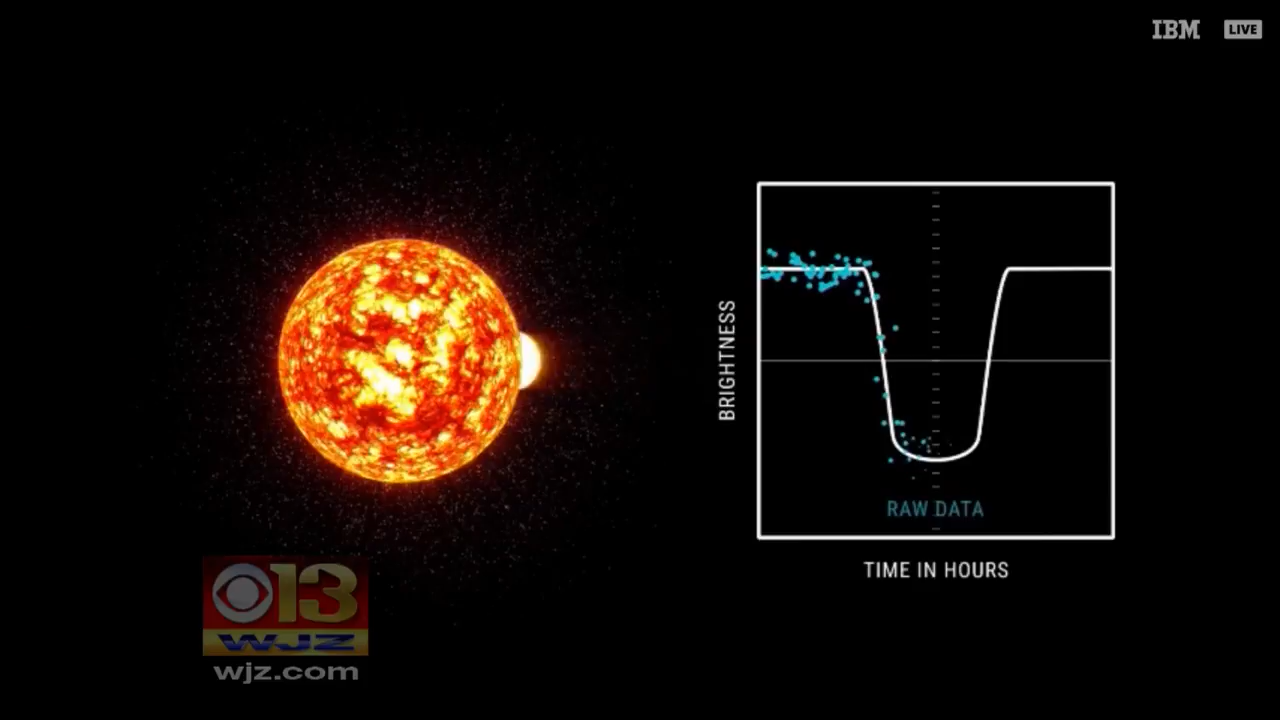 IBM
LIVE
BRIGHTNESS
RAW DATA
TIME IN HOURS
13
WJZ
wjz.com